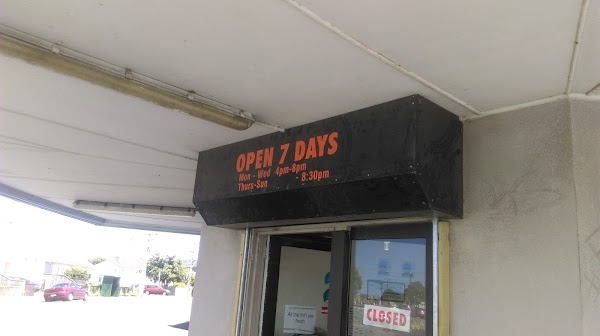 OPEN 7 DAYS
Mon - Wed 4pm-8pm
Thurs-Sun - 8:30pm
CLOSED